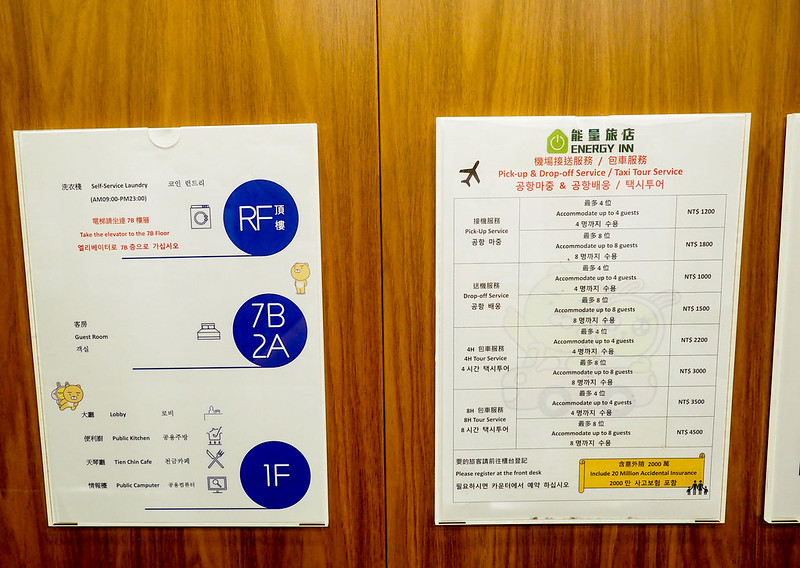 洗衣棧 Self-Service Laundry 코인 런드리
(AM09:00-PM23:00)
電梯請坐達 7B 樓層
Take the elevator to the 7B Floor
엘리베이터로 7B 층으로 가십시오
RF 頂樓
客房
Guest Room
객실
7B
2A
大廳 Lobby 로비
便利廚 Public Kitchen 공용주방
天琴廳 Tien Chin Cafe 천금카페
情報棧 Public Camputer 공용컴퓨터
1F
能量旅店
ENERGY INN
機場接送服務 / 包車服務
Pick-up & Drop-off Service / Taxi Tour Service
공항마중 & 공항배웅 / 택시투어
接機服務
Pick-Up Service
공항 마중
最多 4 位
Accommodate up to 4 guests
4 명까지 수용
NT$ 1200
最多 8 位
Accommodate up to 8 guests
8 명까지 수용
NT$ 1800
送機服務
Drop-off Service
공항 배웅
最多 4 位
Accommodate up to 4 guests
4 명까지 수용
NT$ 1000
最多 8 位
Accommodate up to 8 guests
8 명까지 수용
NT$ 1500
4H 包車服務
4H Tour Service
4 시간 택시투어
最多 4 位
Accommodate up to 4 guests
4 명까지 수용
NT$ 2200
最多 8 位
Accommodate up to 8 guests
8 명까지 수용
NT$ 3000
8H 包車服務
8H Tour Service
8 시간 택시투어
最多 4 位
Accommodate up to 4 guests
4 명까지 수용
NT$ 3500
最多 8 位
Accommodate up to 8 guests
8 명까지 수용
NT$ 4500
要的旅客請前往櫃台登記
Please register at the front desk
필요하시면 카운터에서 예약 하십시오
含意外險 2000 萬
Include 20 Million Accidental Insurance
2000 만 사고보험 포함